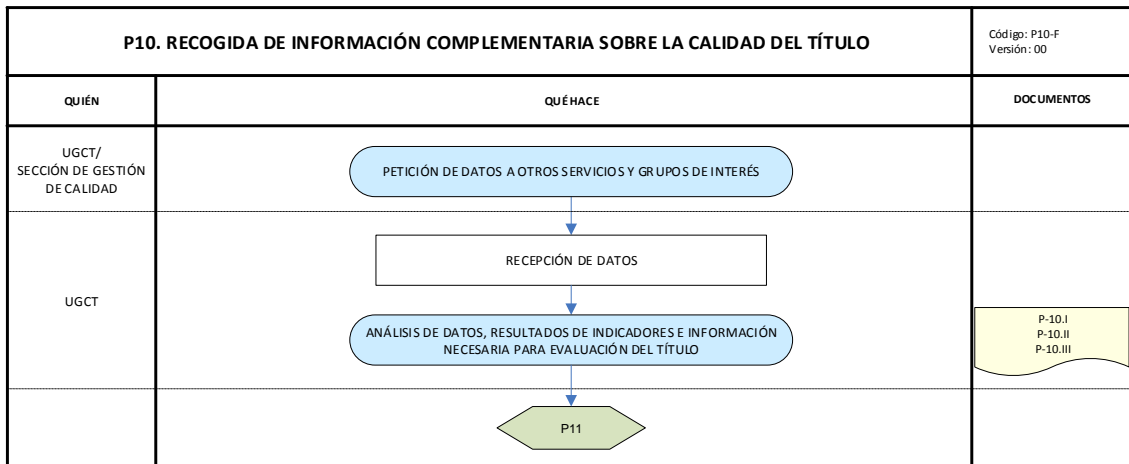 P10. RECOGIDA DE INFORMACIÓN COMPLEMENTARIA SOBRE LA CALIDAD DEL TÍTULO
Código: P10-F
Versión: 00
QUIÉN
QUÉ HACE
DOCUMENTOS
UGCT/
SECCIÓN DE GESTIÓN
DE CALIDAD
PETICIÓN DE DATOS A OTROS SERVICIOS Y GRUPOS DE INTERÉS
UGCT
RECEPCIÓN DE DATOS
ANÁLISIS DE DATOS, RESULTADOS DE INDICADORES E INFORMACIÓN
NECESARIA PARA EVALUACIÓN DEL TÍTULO
P-10.I
P-10.II
P-10.III
P11